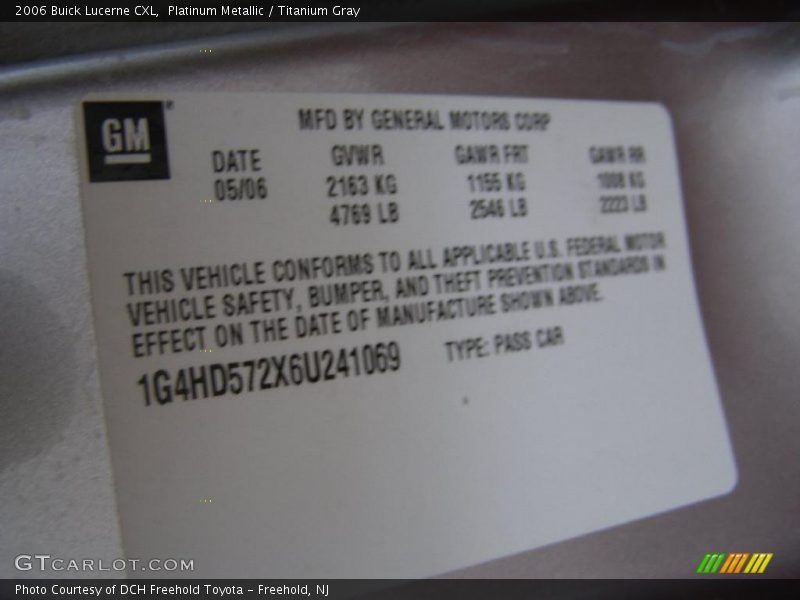 2006 Buick Lucerne CXL, Platinum Metallic / Titanium Gray
GM®
MFD BY GENERAL MOTORS CORP
DATE GVWR GAWR FRT GAWR RR
05/06 2163 KG 1155 KG 1008 KG
4769 LB 2546 LB 2223 LB
THIS VEHICLE CONFORMS TO ALL APPLICABLE U.S. FEDERAL MOTOR
VEHICLE SAFETY, BUMPER, AND THEFT PREVENTION STANDARDS IN
EFFECT ON THE DATE OF MANUFACTURE SHOWN ABOVE.
1G4HD572X6U241069 TYPE: PASS CAR
GTCARLOT.COM
Photo Courtesy of DCH Freehold Toyota - Freehold, NJ